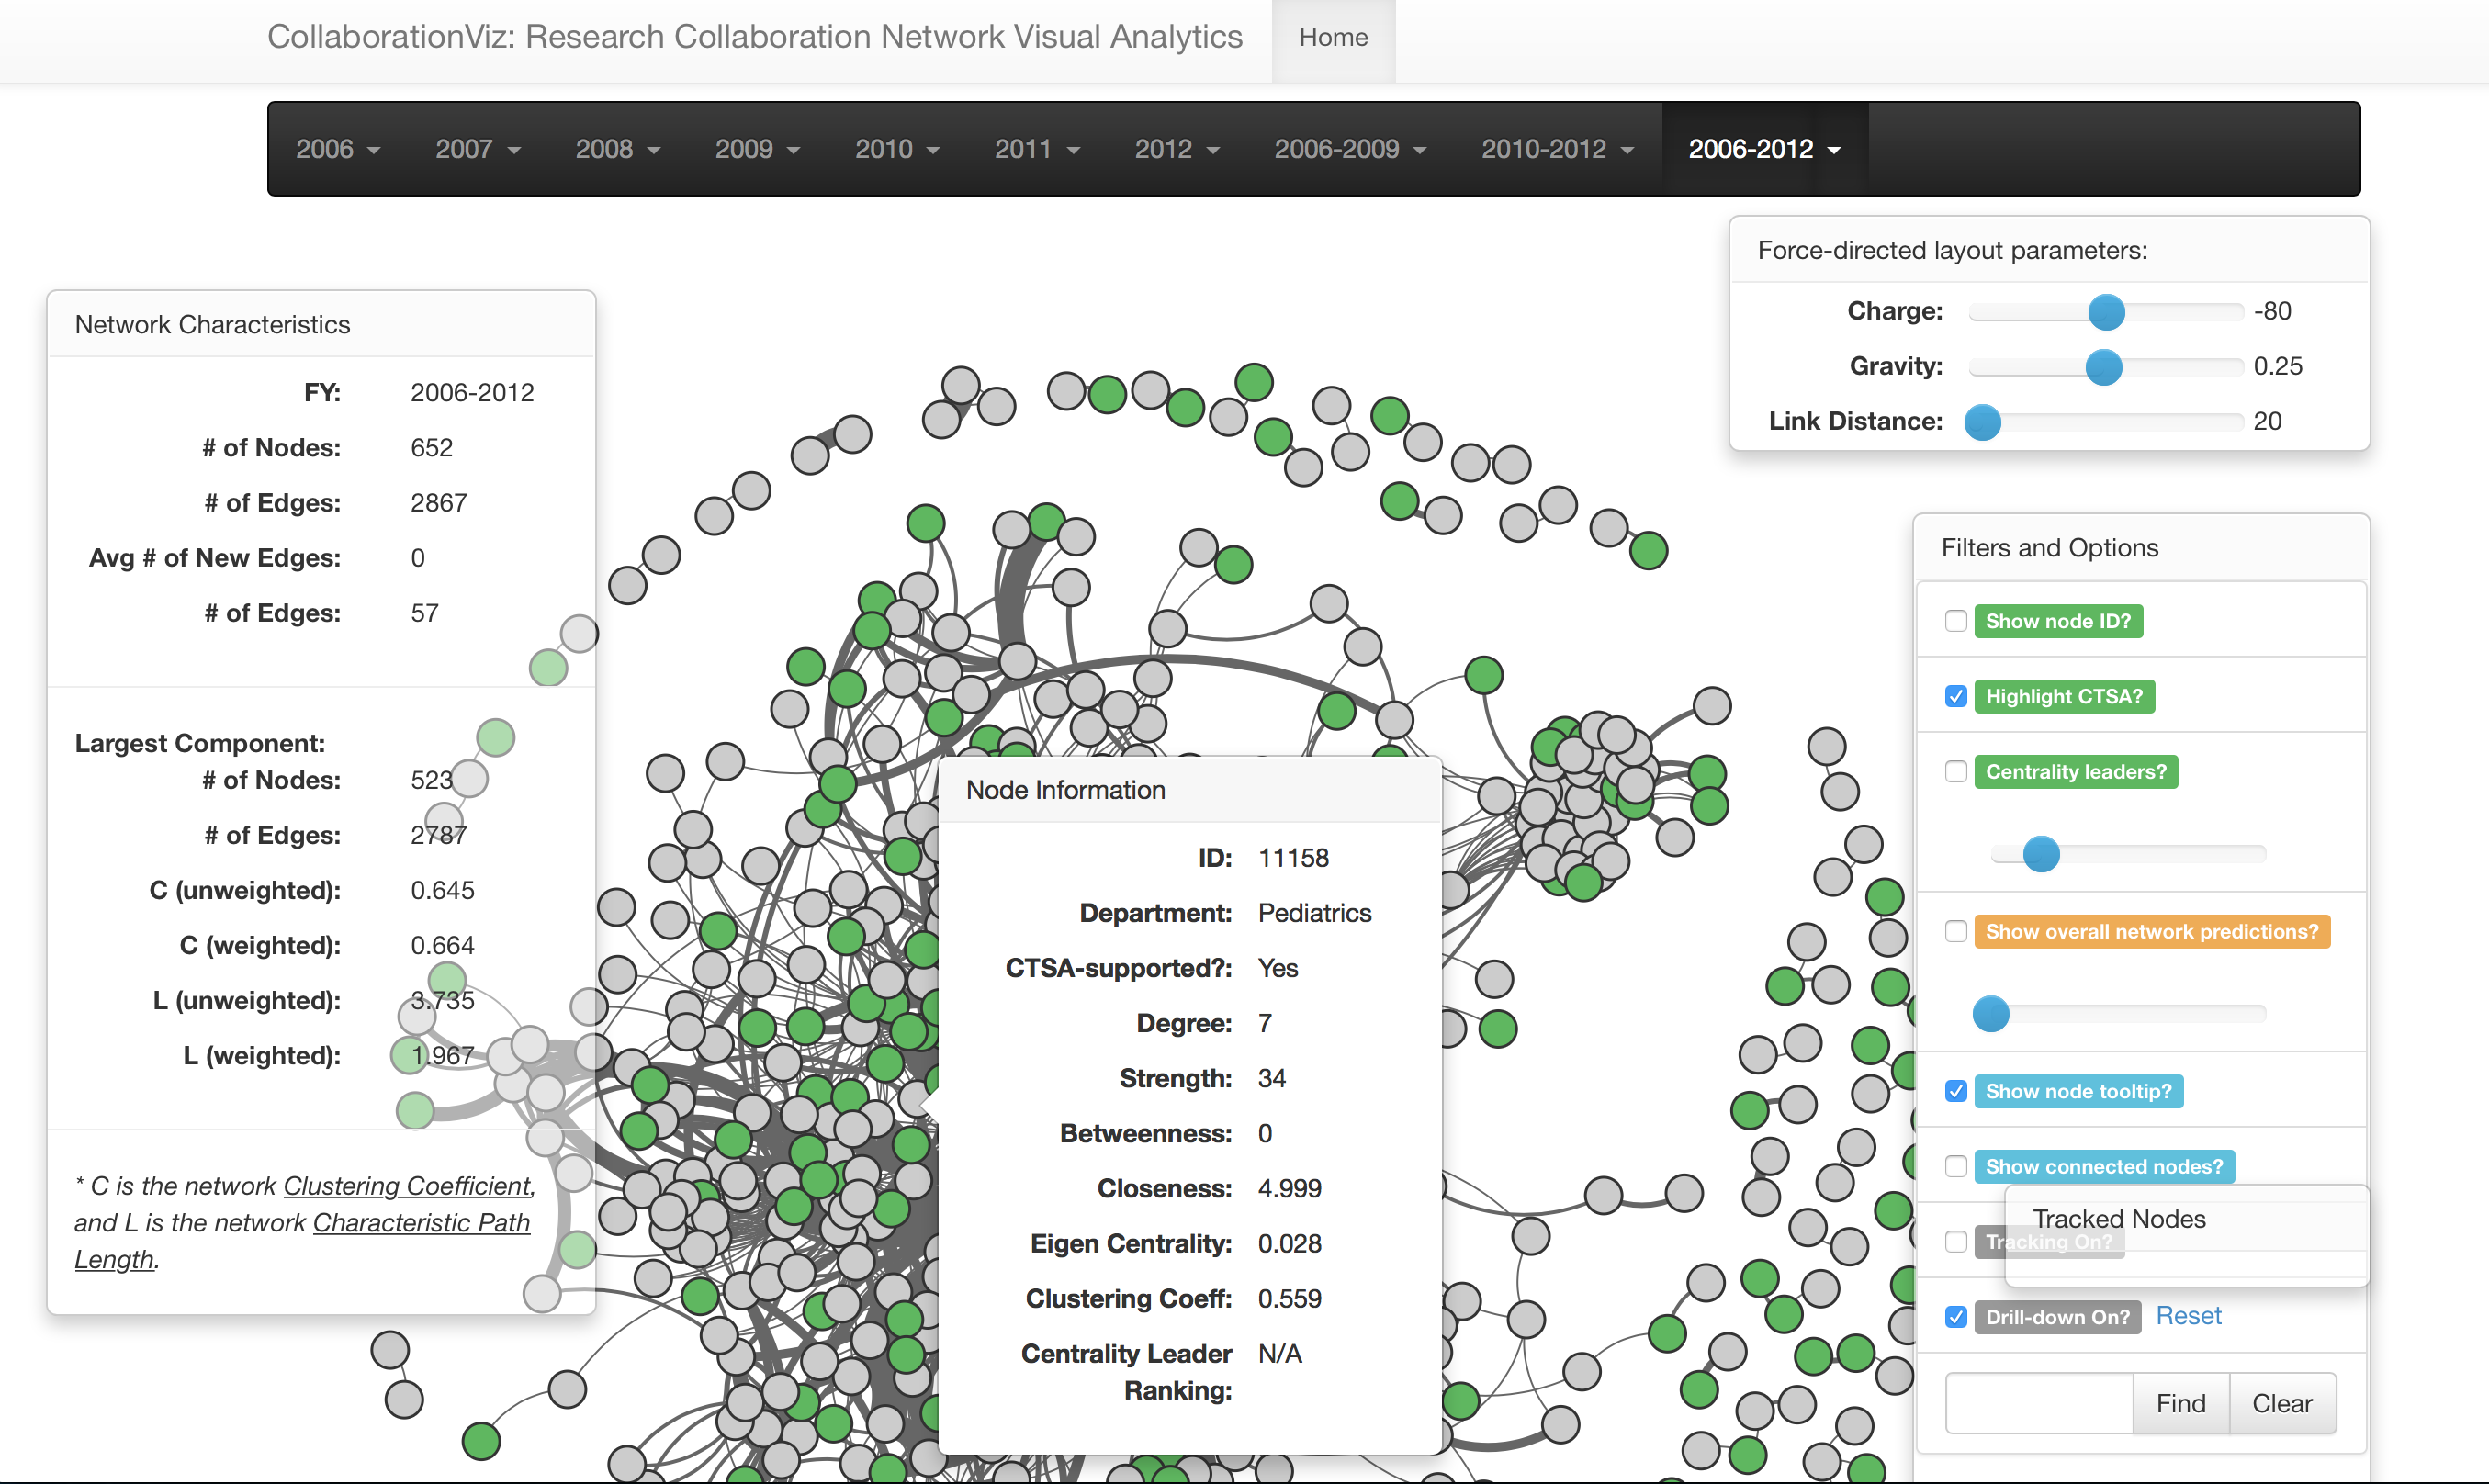 CollaborationViz: Research Collaboration Network Visual Analytics Home
2006 2007 2008 2009 2010 2011 2012 2006-2009 2010-2012 2006-2012
Network Characteristics
FY: 2006-2012
# of Nodes: 652
# of Edges: 2867
Avg # of New Edges: 0
# of Edges: 57
Largest Component:
# of Nodes: 523
# of Edges: 2787
C (unweighted): 0.645
C (weighted): 0.664
L (unweighted): 3.735
L (weighted): 1.967
* C is the network Clustering Coefficient,
and L is the network Characteristic Path
Length.
Node Information
ID: 11158
Department: Pediatrics
CTSA-supported?: Yes
Degree: 7
Strength: 34
Betweenness: 0
Closeness: 4.999
Eigen Centrality: 0.028
Clustering Coeff: 0.559
Centrality Leader N/A
Ranking:
Force-directed layout parameters:
Charge: -80
Gravity: 0.25
Link Distance: 20
Filters and Options
Show node ID?
Highlight CTSA?
Centrality leaders?
Show overall network predictions?
Show node tooltip?
Show connected nodes?
Tracked Nodes
Tracking On?
Drill-down On? Reset
Find Clear